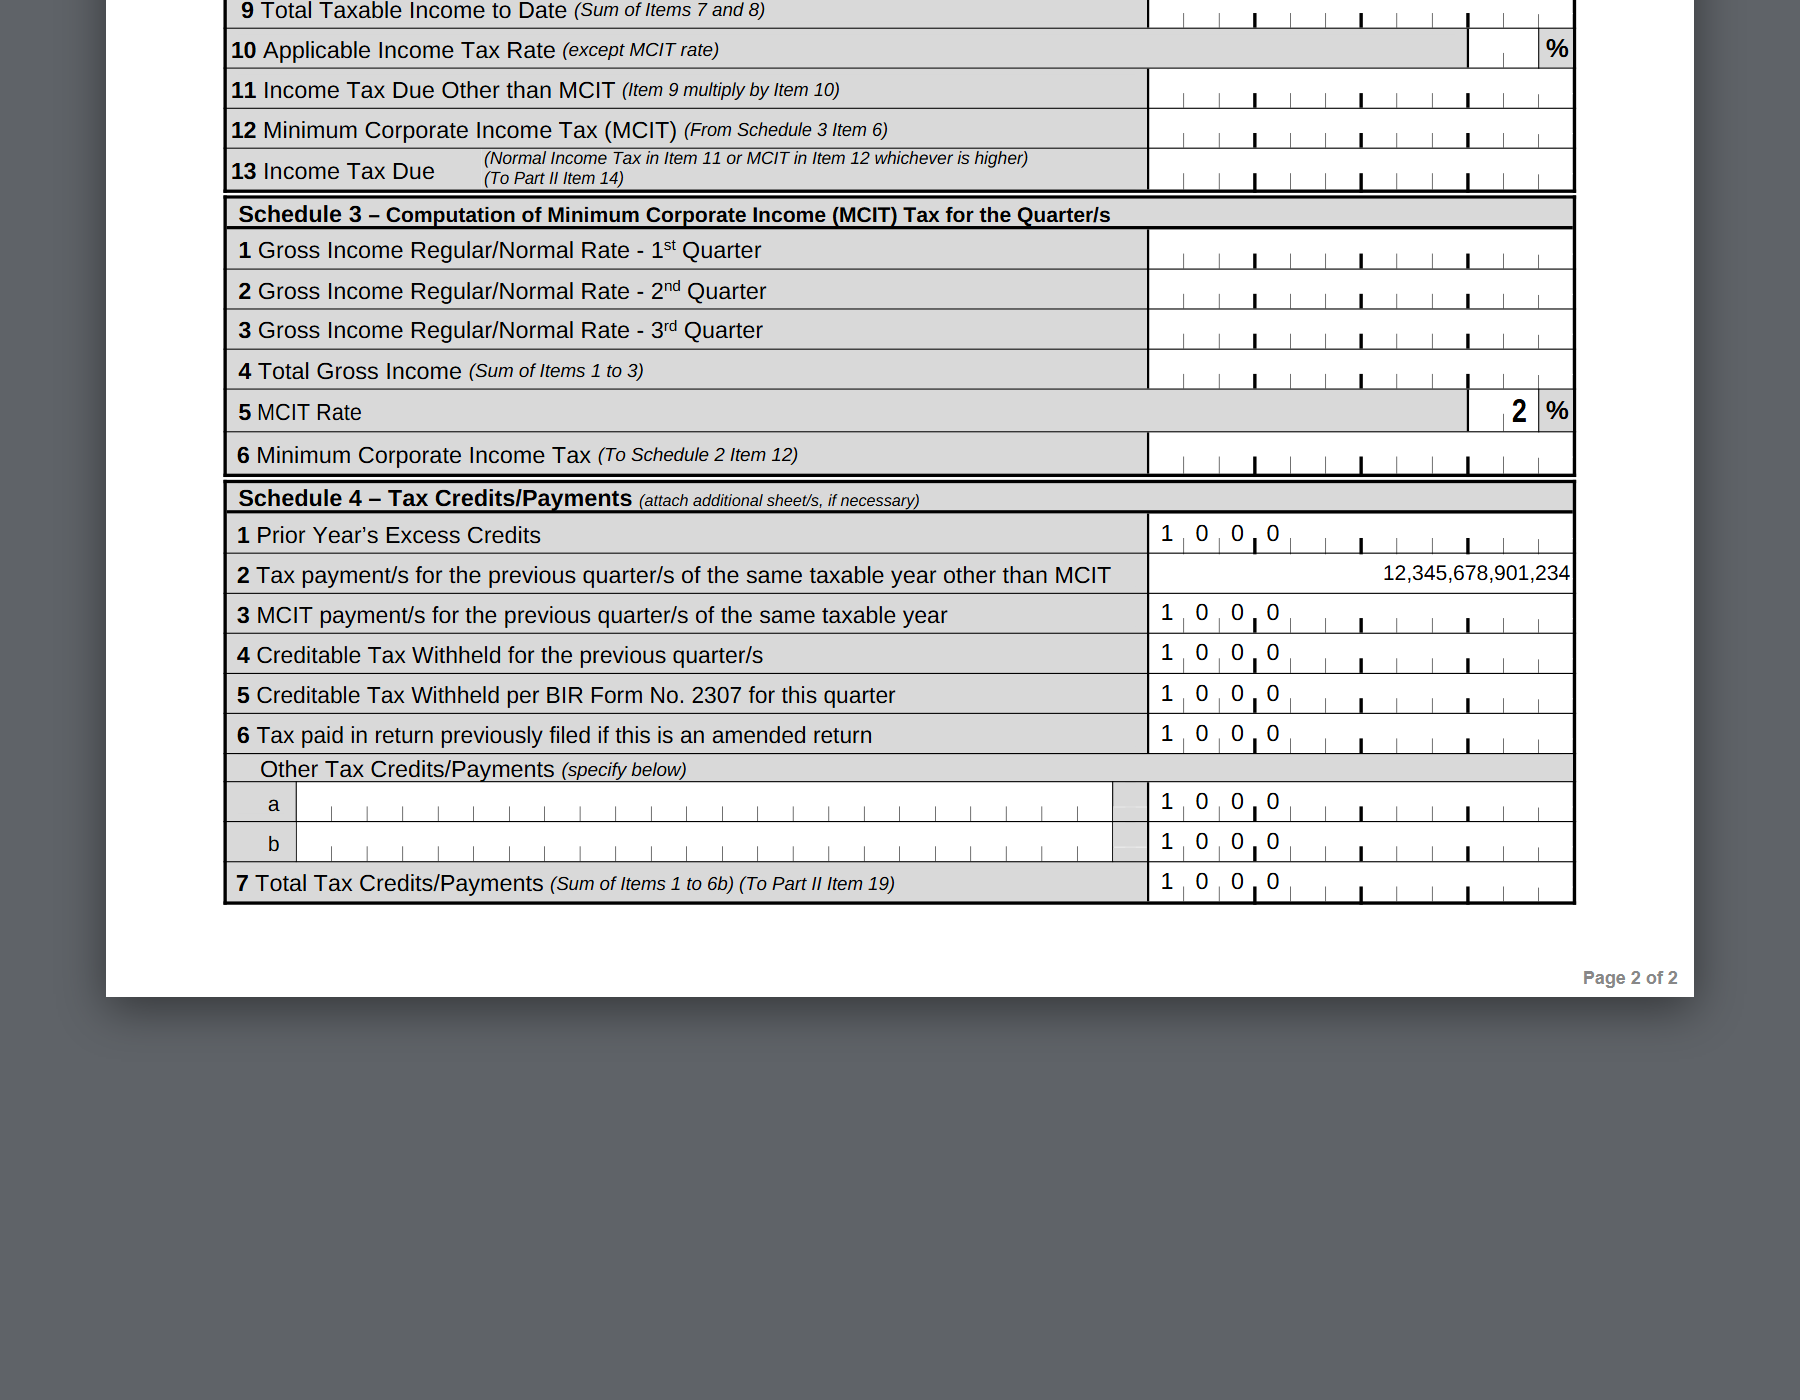 9 Total Taxable Income to Date (Sum of Items 7 and 8)
10 Applicable Income Tax Rate (except MCIT rate) %
11 Income Tax Due Other than MCIT (Item 9 multiply by Item 10)
12 Minimum Corporate Income Tax (MCIT) (From Schedule 3 Item 6)
13 Income Tax Due (Normal Income Tax in Item 11 or MCIT in Item 12 whichever is higher)
(To Part II Item 14)
Schedule 3 – Computation of Minimum Corporate Income (MCIT) Tax for the Quarter/s
1 Gross Income Regular/Normal Rate - 1st Quarter
2 Gross Income Regular/Normal Rate - 2nd Quarter
3 Gross Income Regular/Normal Rate - 3rd Quarter
4 Total Gross Income (Sum of Items 1 to 3)
5 MCIT Rate 2 %
6 Minimum Corporate Income Tax (To Schedule 2 Item 12)
Schedule 4 – Tax Credits/Payments (attach additional sheet/s, if necessary)
1 Prior Year’s Excess Credits 1 0 0 0
2 Tax payment/s for the previous quarter/s of the same taxable year other than MCIT 12,345,678,901,234
3 MCIT payment/s for the previous quarter/s of the same taxable year 1 0 0 0
4 Creditable Tax Withheld for the previous quarter/s 1 0 0 0
5 Creditable Tax Withheld per BIR Form No. 2307 for this quarter 1 0 0 0
6 Tax paid in return previously filed if this is an amended return 1 0 0 0
Other Tax Credits/Payments (specify below)
a 1 0 0 0
b 1 0 0 0
7 Total Tax Credits/Payments (Sum of Items 1 to 6b) (To Part II Item 19) 1 0 0 0
Page 2 of 2